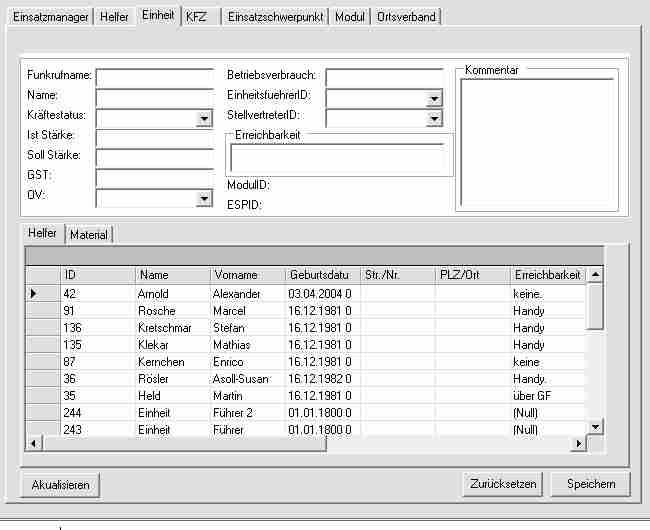 Einsatzmanager Helfer Einheit KFZ Einsatzschwerpunkt Modul Ortsverband
Funkrufname: Betriebsverbrauch: Kommentar
Name: EinheitsfuehrerID:
Kräftestatus: StellvertreterID:
Ist Stärke: Erreichbarkeit
Soll Stärke:
GST: ModulID:
OV: ESPID:
Helfer Material
ID Name Vorname Geburtsdatu Str./Nr. PLZ/Ort Erreichbarkeit
42 Arnold Alexander 03.04.2004 0 keine.
91 Rosche Marcel 16.12.1981 0 Handy
136 Kretschmar Stefan 16.12.1981 0 Handy
135 Klekar Mathias 16.12.1981 0 Handy
87 Kernchen Enrico 16.12.1981 0 keine
36 Rösler Asoll-Susan 16.12.1982 0 Handy.
35 Held Martin 16.12.1981 0 über GF
244 Einheit Führer 2 01.01.1800 0 (Null)
243 Einheit Führer 01.01.1800 0 (Null)
Akualisieren Zurücksetzen Speichern